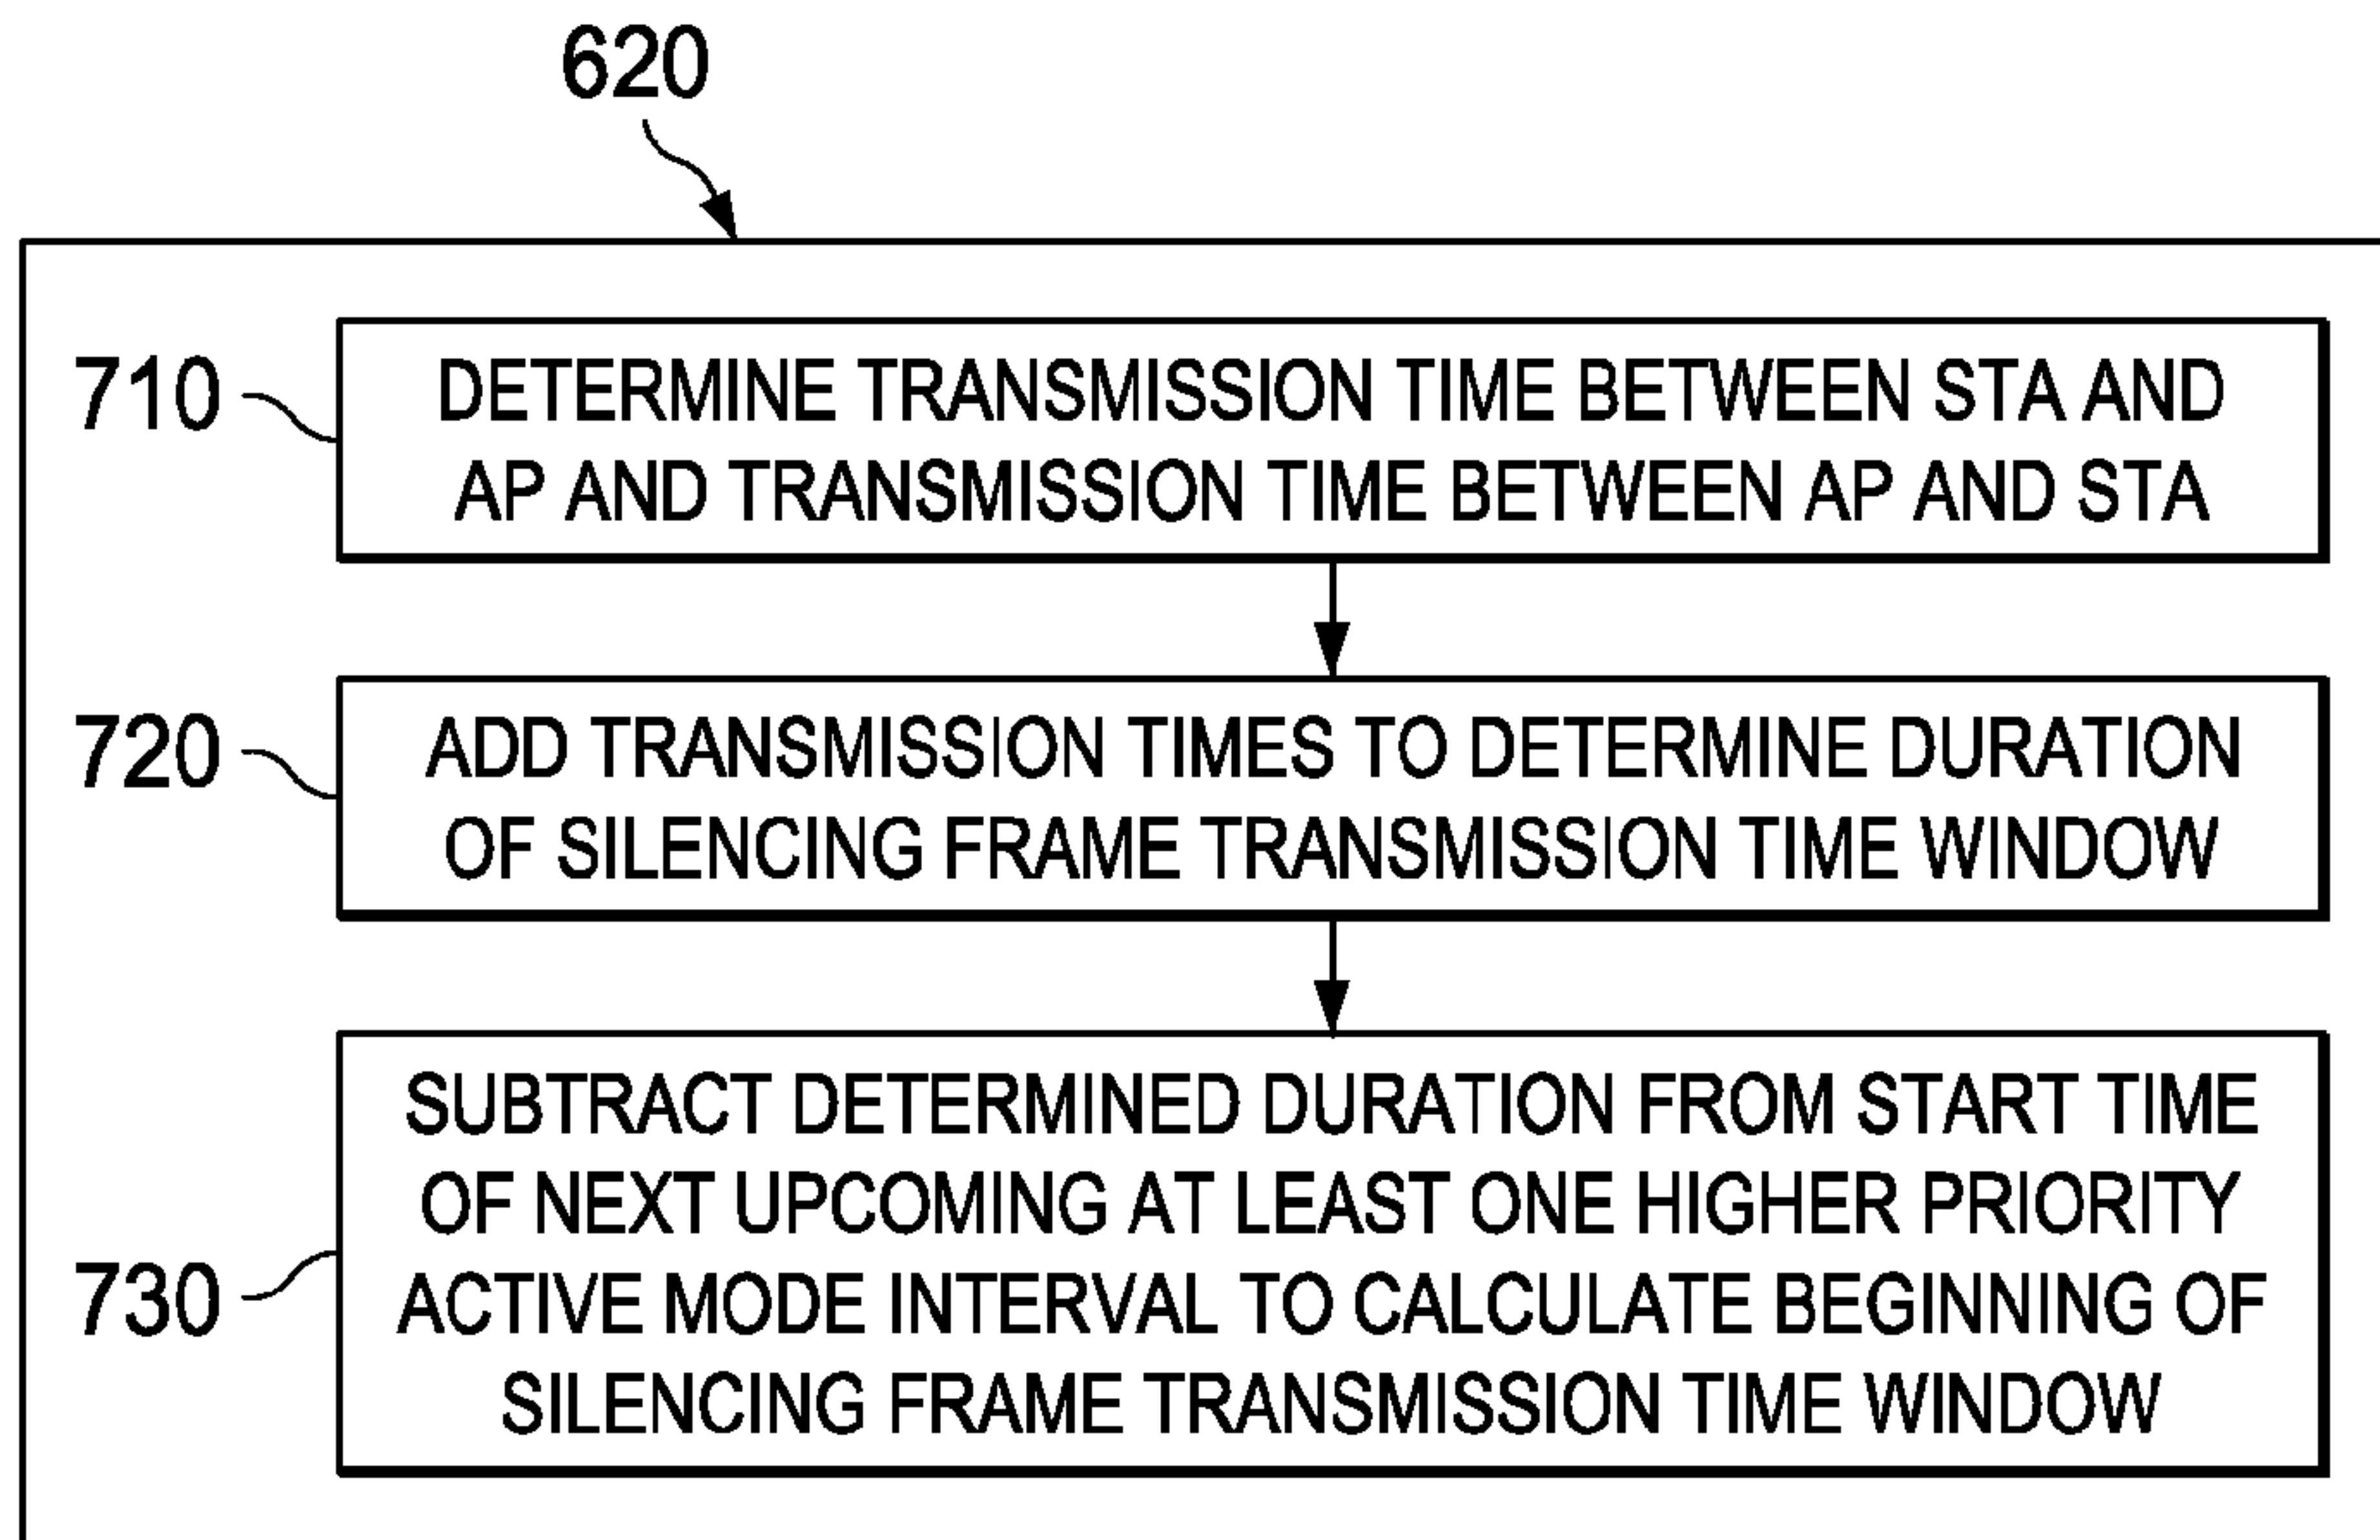 620
710
DETERMINE TRANSMISSION TIME BETWEEN STA AND
AP AND TRANSMISSION TIME BETWEEN AP AND STA
720
ADD TRANSMISSION TIMES TO DETERMINE DURATION
OF SILENCING FRAME TRANSMISSION TIME WINDOW
730
SUBTRACT DETERMINED DURATION FROM START TIME
OF NEXT UPCOMING AT LEAST ONE HIGHER PRIORITY
ACTIVE MODE INTERVAL TO CALCULATE BEGINNING OF
SILENCING FRAME TRANSMISSION TIME WINDOW